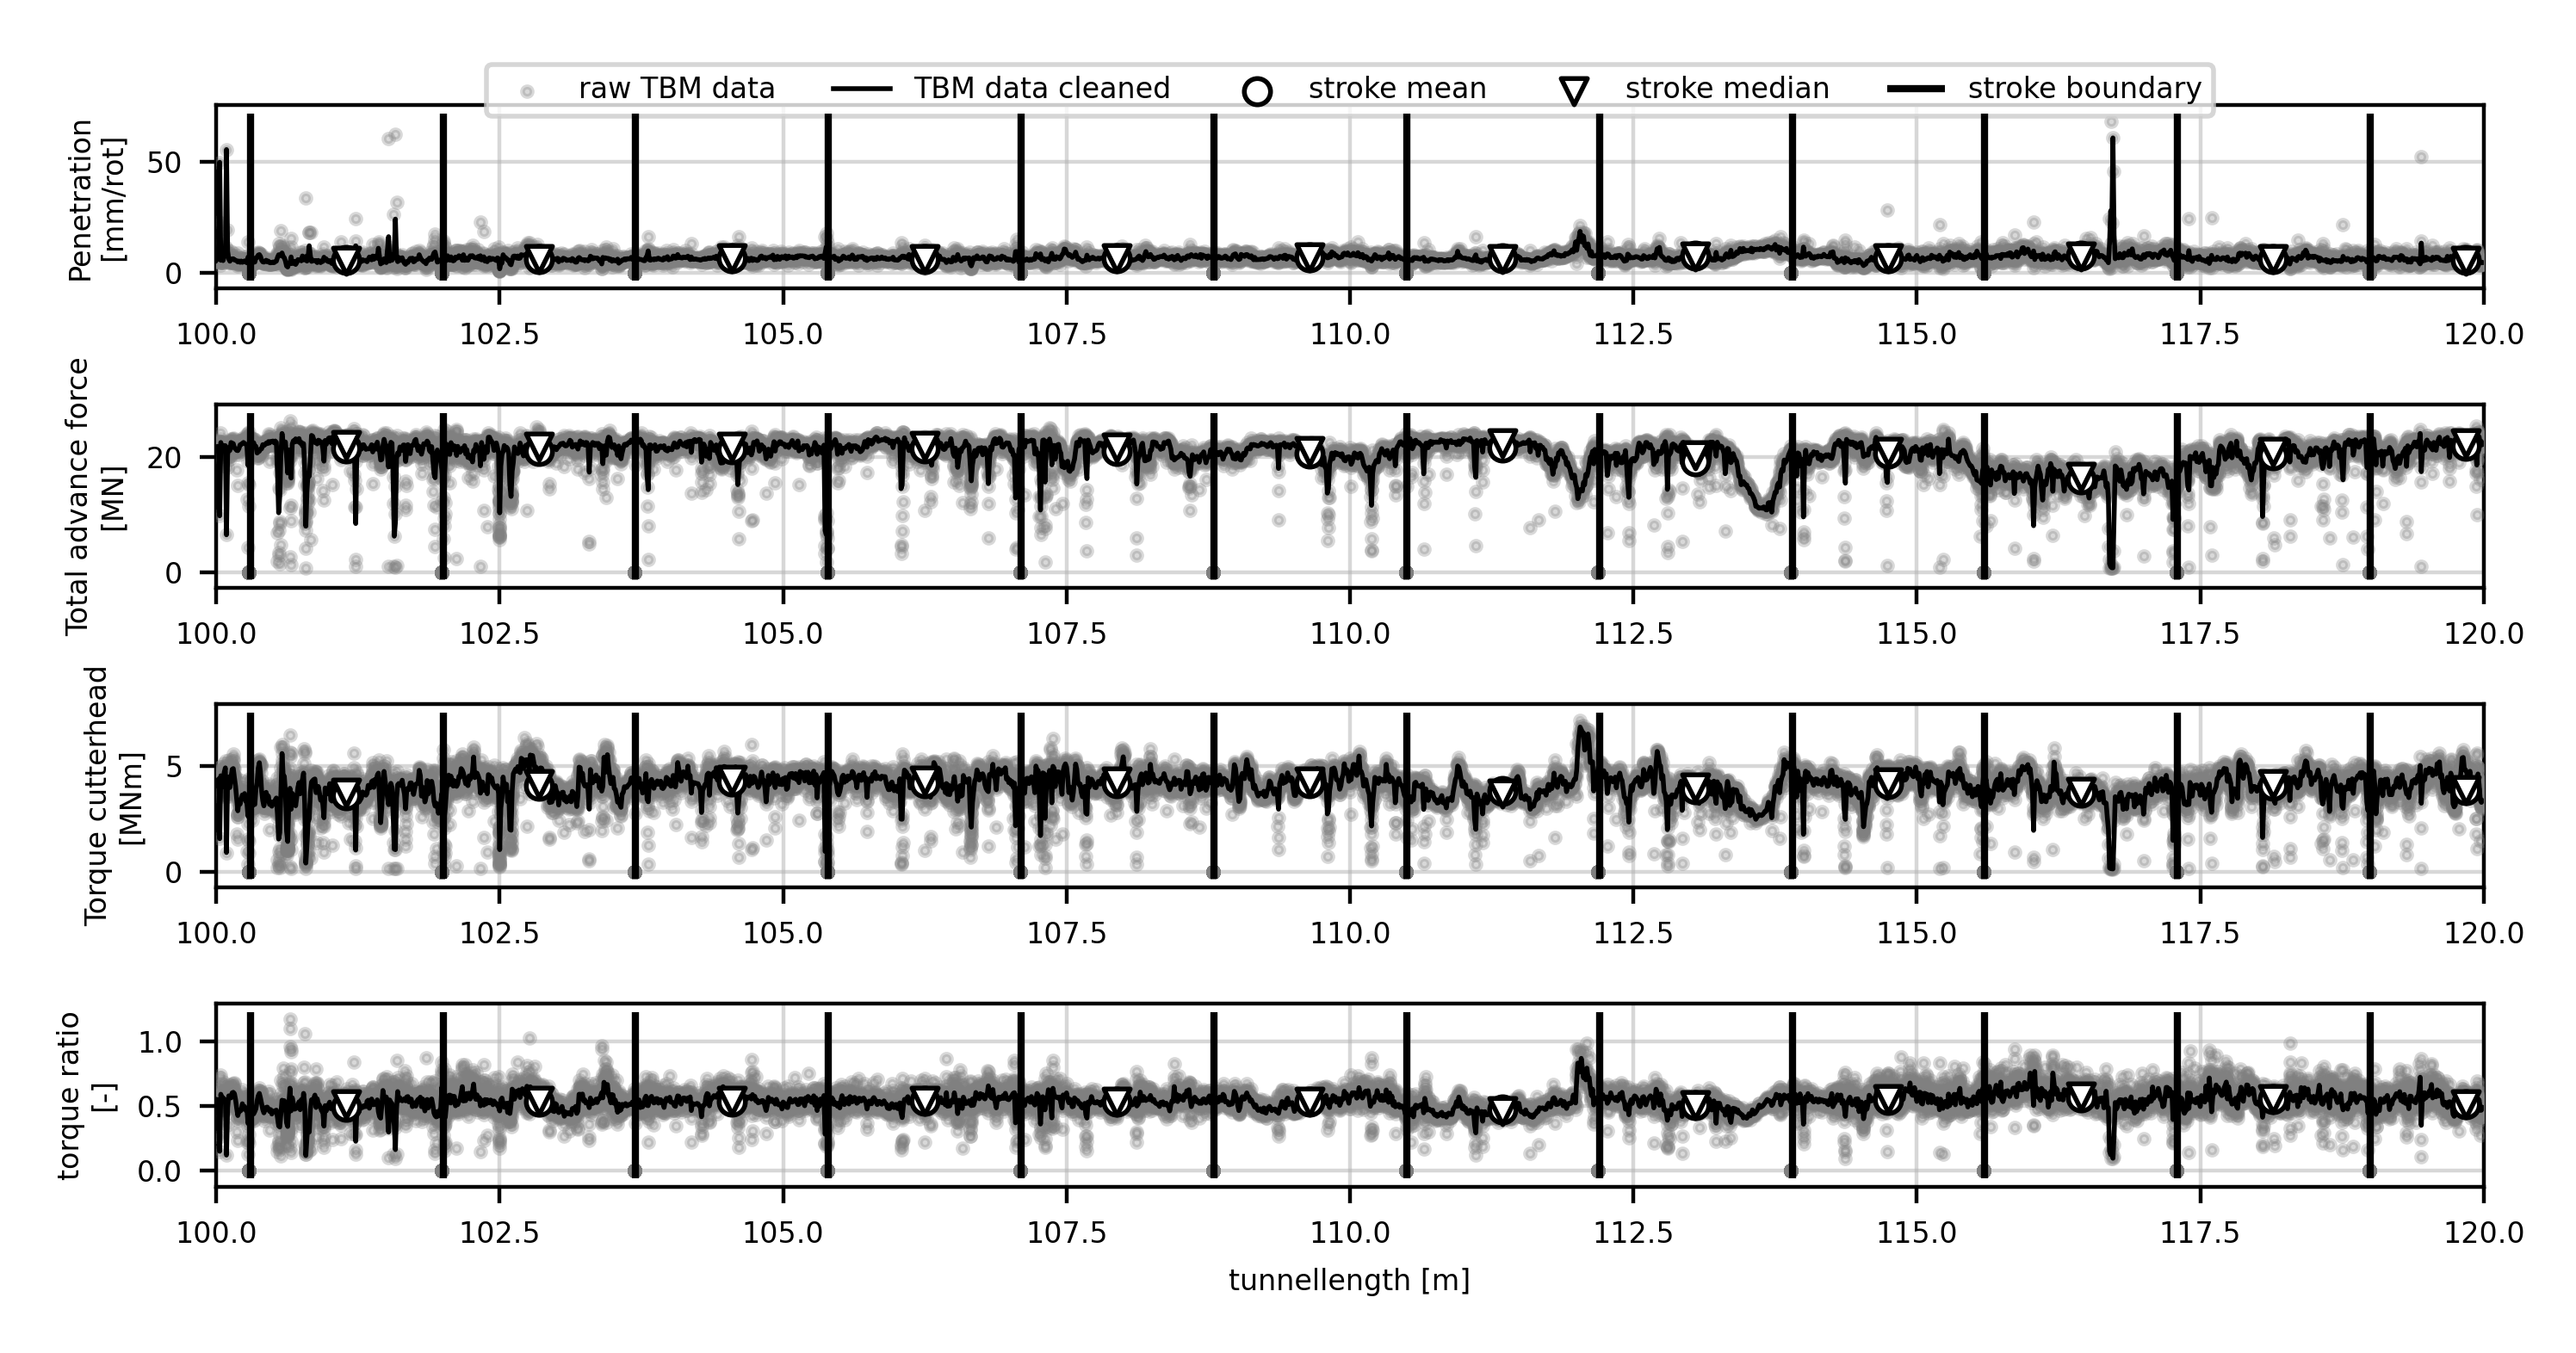 raw TBM data TBM data cleaned stroke mean stroke median stroke boundary
Penetration
[mm/rot]
50
0
100.0 102.5 105.0 107.5 110.0 112.5 115.0 117.5 120.0
Total advance force
[MN]
20
0
100.0 102.5 105.0 107.5 110.0 112.5 115.0 117.5 120.0
Torque cutterhead
[MNm]
5
0
100.0 102.5 105.0 107.5 110.0 112.5 115.0 117.5 120.0
torque ratio
[-]
1.0
0.5
0.0
100.0 102.5 105.0 107.5 110.0 112.5 115.0 117.5 120.0
tunnellength [m]